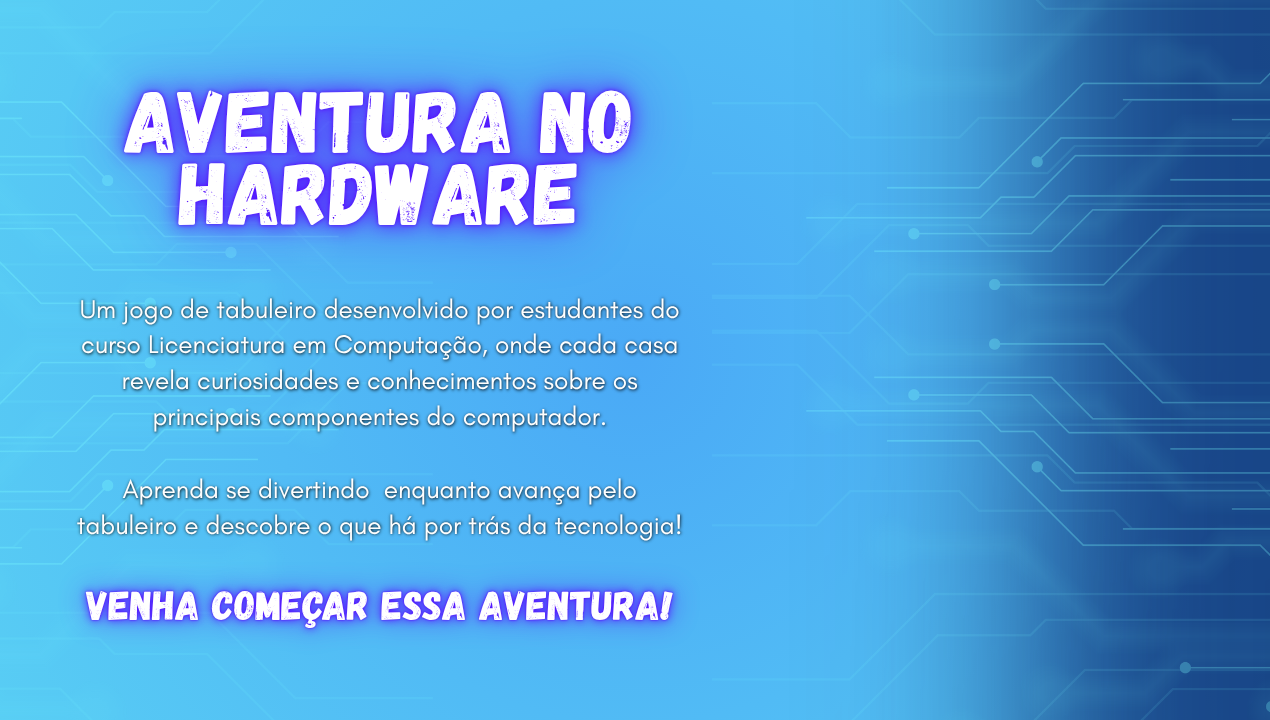 AVENTURA NO
HARDWARE
Um jogo de tabuleiro desenvolvido por estudantes do
curso Licenciatura em Computação, onde cada casa
revela curiosidades e conhecimentos sobre os
principais componentes do computador.
Aprenda se divertindo  enquanto avança pelo
tabuleiro e descobre o que há por trás da tecnologia!
VENHA COMEÇAR ESSA AVENTURA!